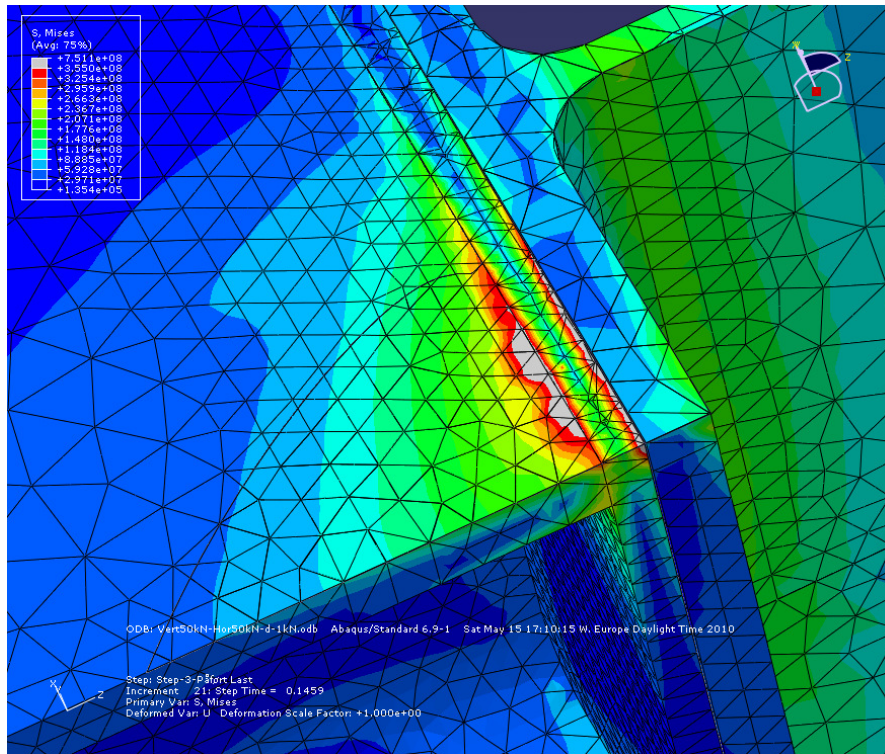 S, Mises
(Avg: 75%)
+7.511e+08
+3.550e+08
+3.254e+08
+2.959e+08
+2.663e+08
+2.367e+08
+2.071e+08
+1.776e+08
+1.480e+08
+1.184e+08
+8.885e+07
+5.928e+07
+2.971e+07
+1.354e+05
Z
ODB: Vert50kN-Hor50kN-d-1kN.odb Abaqus/Standard 6.9-1 Sat May 15 17:10:15 W. Europe Daylight Time 2010
Step: Step-3-Påført Last
Increment 21: Step Time = 0.1459
Primary Var: S, Mises
Deformed Var: U Deformation Scale Factor: +1.000e+00
X
Y
Z